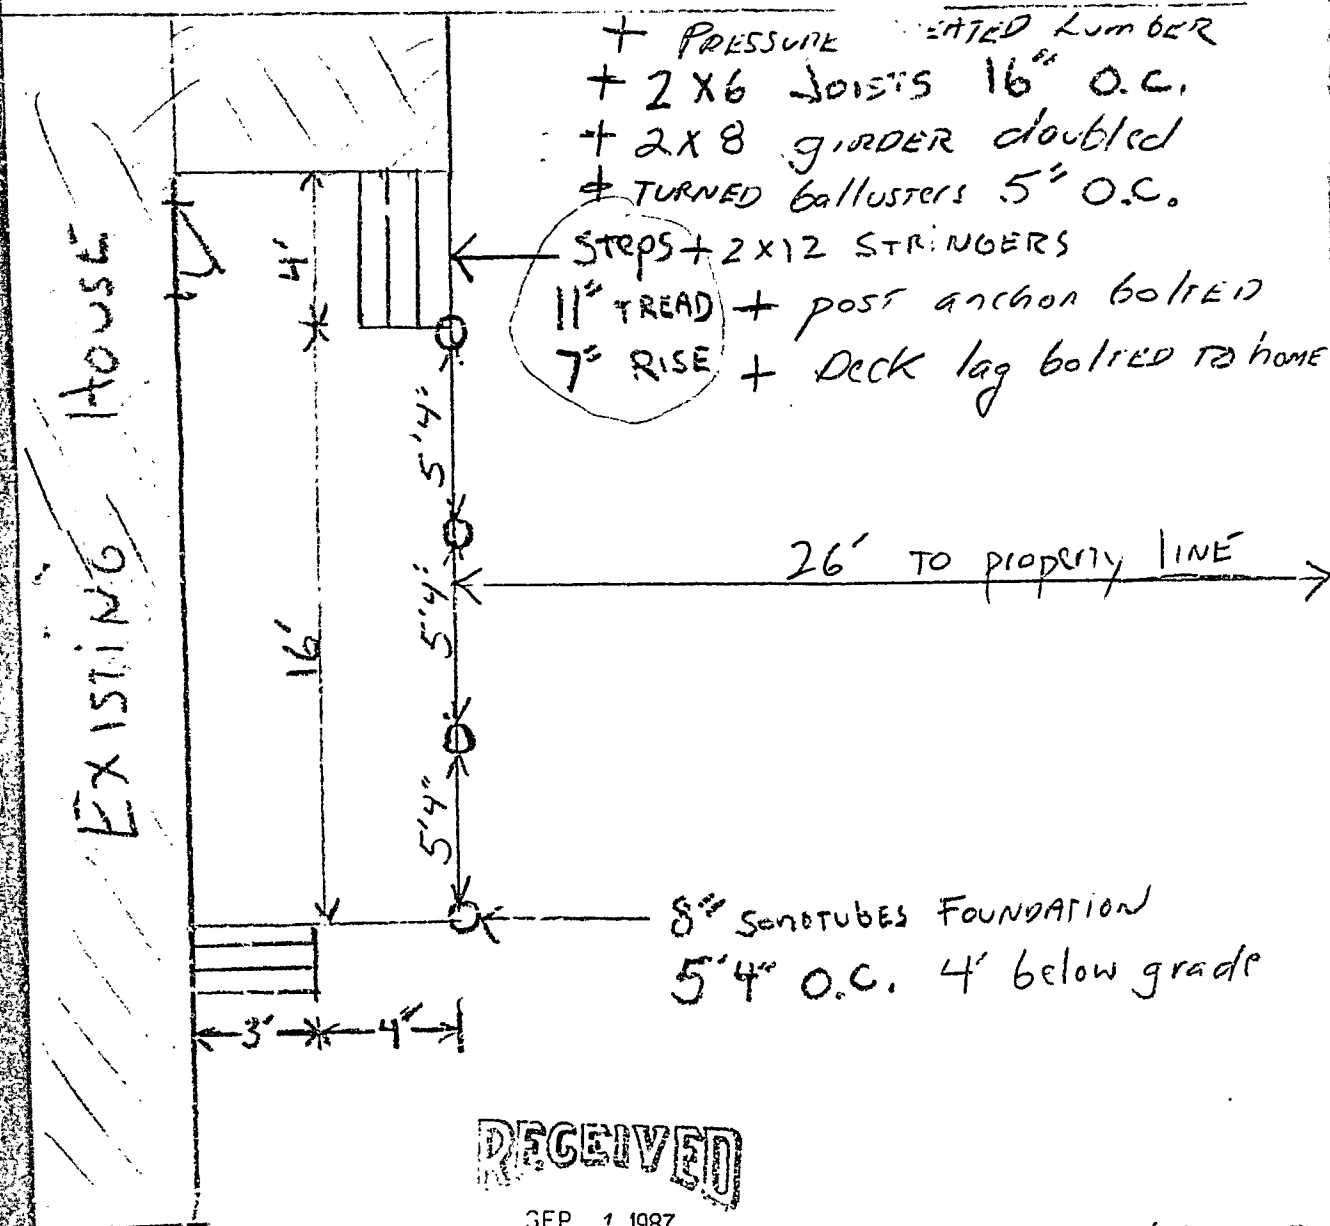 + PRESSURE EATED LumBER
+ 2X6 JOISTS 16" O.C.
+ 2X8 GIRDER doubled
+ TURNED ballusters 5" O.C.
Steps + 2X12 STRINGERS
11" TREAD + post anchor bolTED
7" RISE + Deck lag bolTED TO home
4'
5'4"
Existing House
26' TO property LINE
5'4"
16'
5'4"
8" SONOTUBES FOUNDATION
5'4" O.C. 4' below grade
3' 4"
RECEIVED
SEP 1 1987